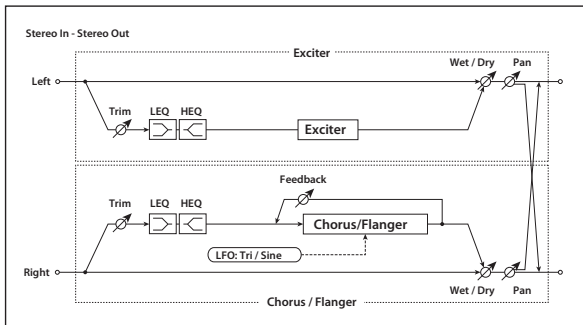 Stereo In - Stereo Out
Exciter
Wet / Dry Pan
Left
Trim LEQ HEQ
Exciter
Feedback
Trim LEQ HEQ
Chorus/Flanger
LFO: Tri / Sine
Right
Wet / Dry Pan
Chorus / Flanger